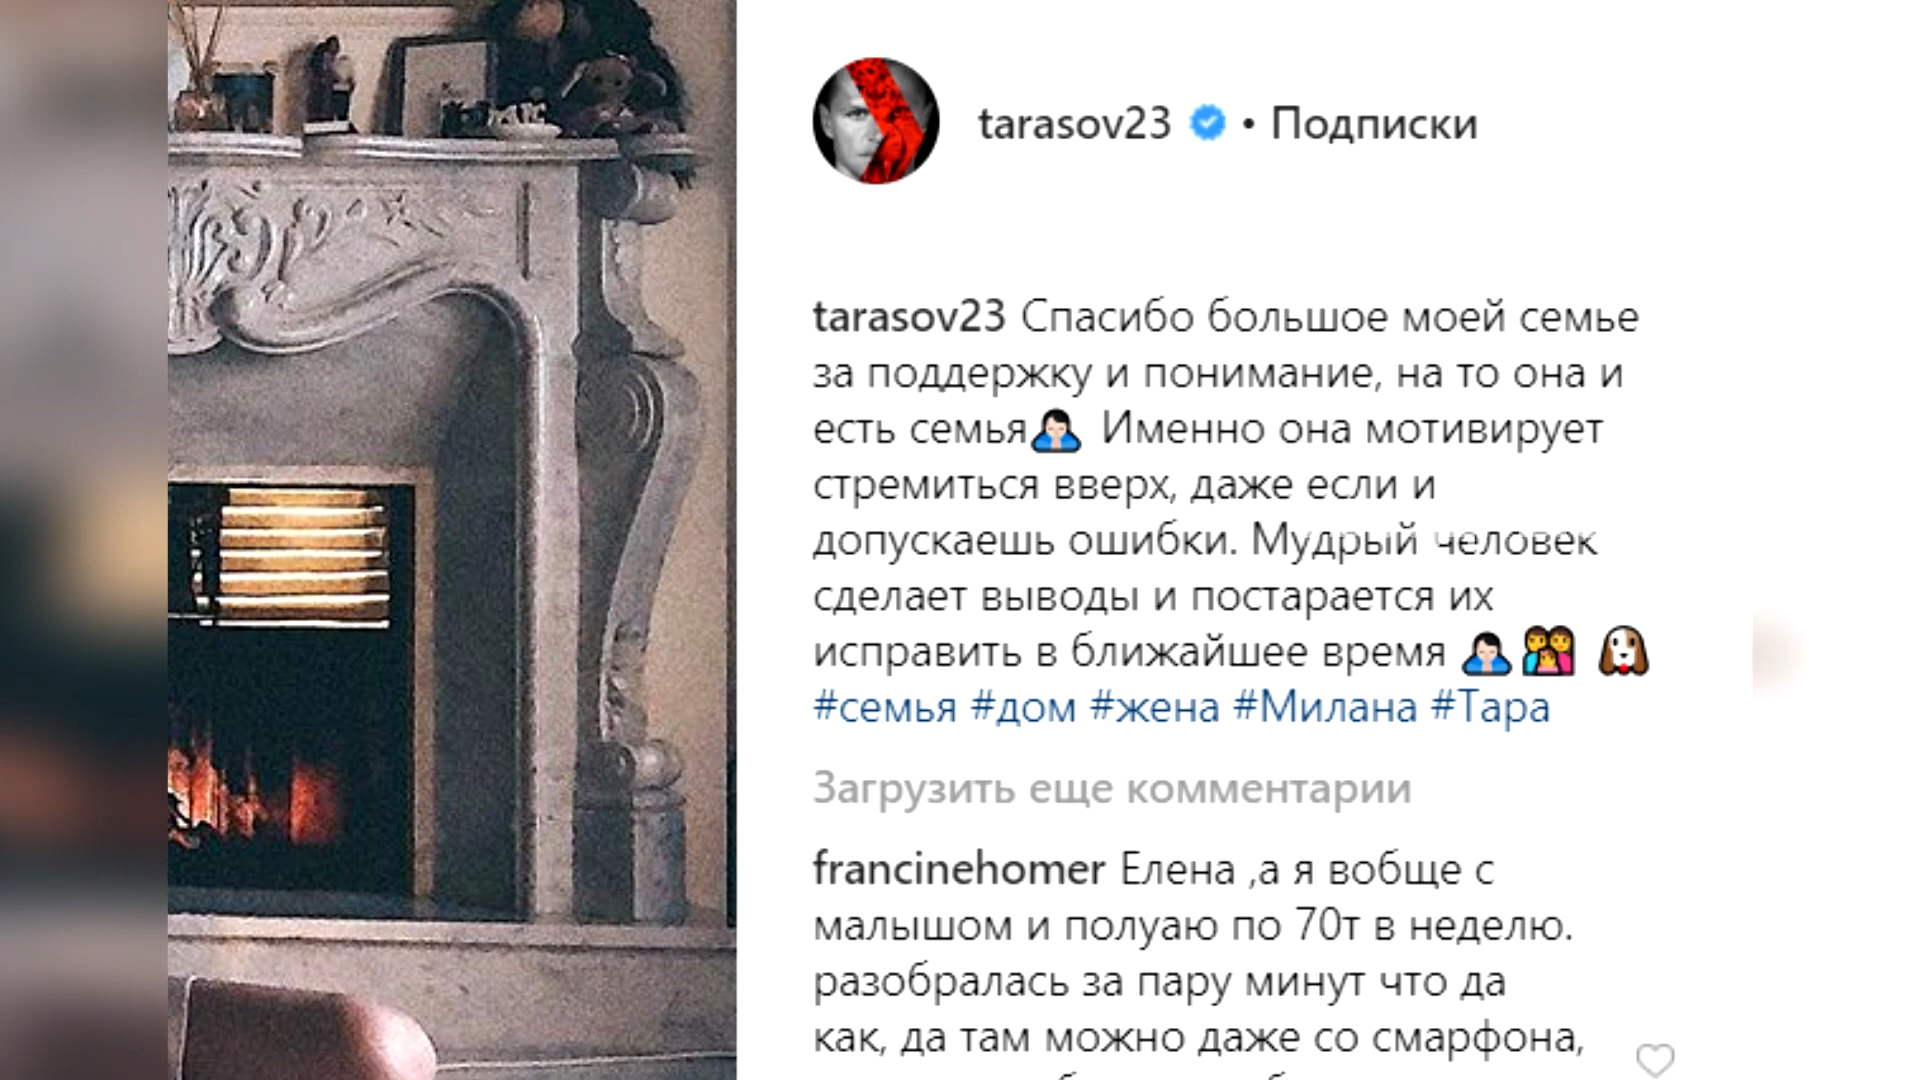 tarasov23 • Подписки
tarasov23 Спасибо большое моей семье
за поддержку и понимание, на то она и
есть семья🙇🏻‍♂️ Именно она мотивирует
стремиться вверх, даже если и
допускаешь ошибки. Мудрый человек
сделает выводы и постарается их
исправить в ближайшее время 🙇🏻‍♂️👨‍👩‍👧 🐶
#семья #дом #жена #Милана #Тара
Загрузить еще комментарии
francinehomer Елена ,а я вобще с
малышом и полуаю по 70т в неделю.
разобралась за пару минут что да
как, да там можно даже со смарфона,